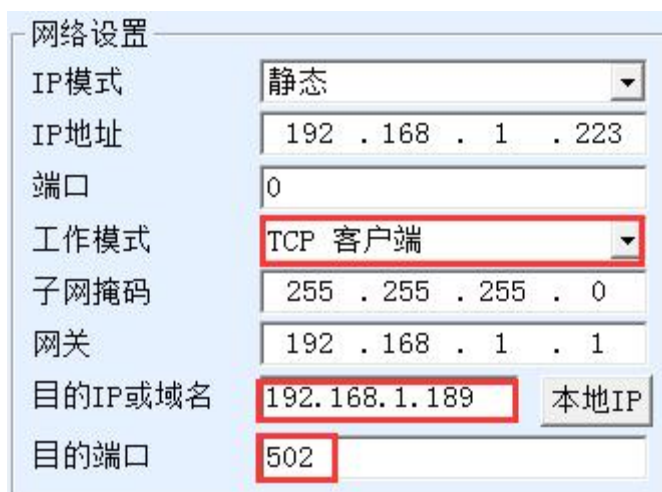 网络设置
IP模式 静态
IP地址 192 .168 . 1 .223
端口 0
工作模式 TCP 客户端
子网掩码 255 .255 .255 . 0
网关 192 .168 . 1 . 1
目的IP或域名 192.168.1.189 本地IP
目的端口 502